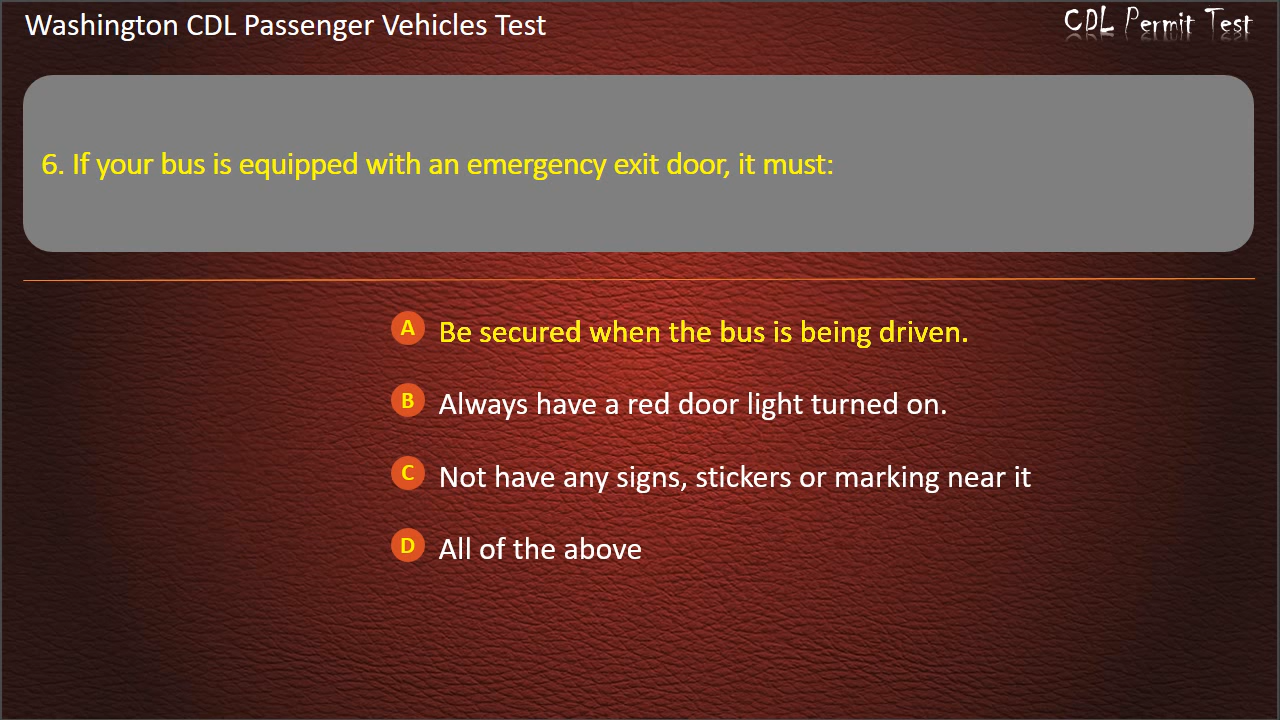 Washington CDL Passenger Vehicles Test
CDL Permit Test
6. If your bus is equipped with an emergency exit door, it must:
A Be secured when the bus is being driven.
B Always have a red door light turned on.
C Not have any signs, stickers or marking near it
D All of the above